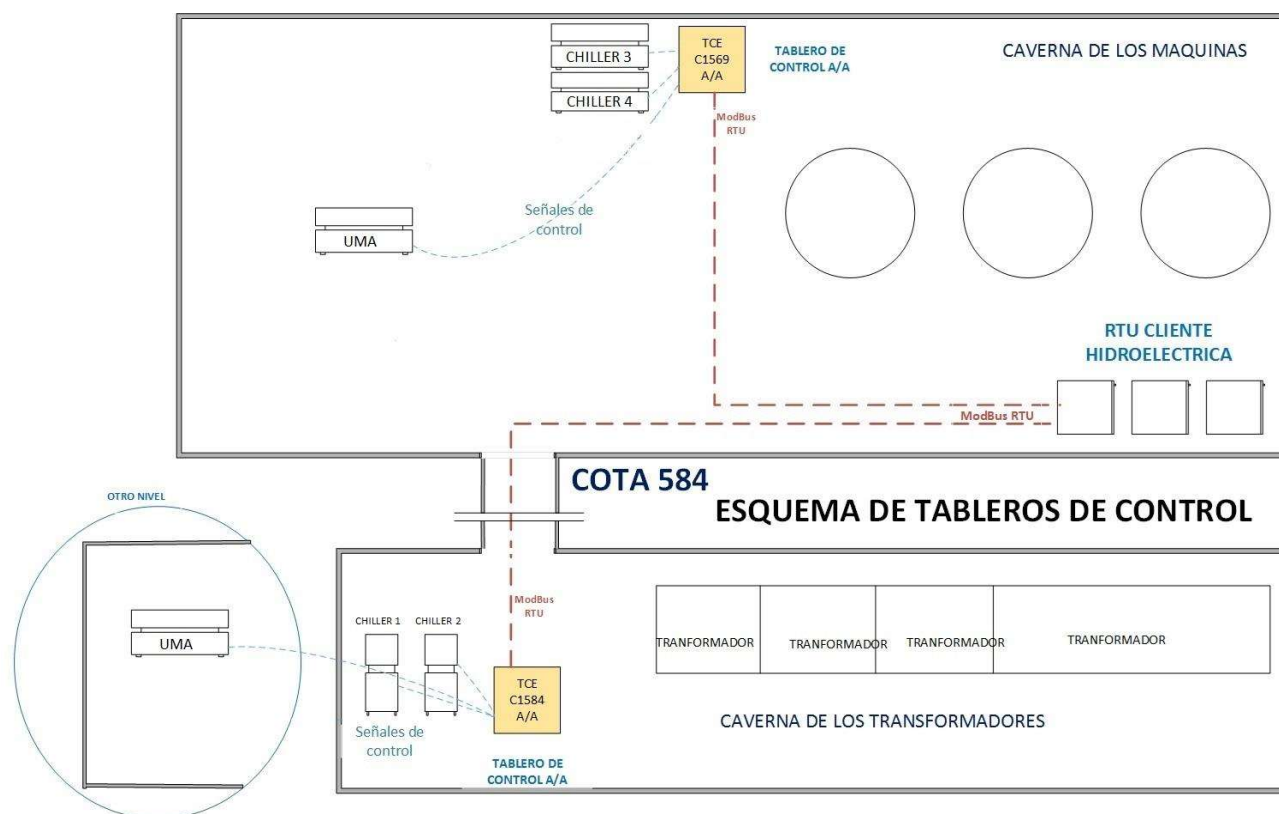 CHILLER 3
CHILLER 4
TCE
C1569
A/A
TABLERO DE
CONTROL A/A
CAVERNA DE LOS MAQUINAS
ModBus
RTU
Señales de
control
UMA
RTU CLIENTE
HIDROELECTRICA
ModBus RTU
COTA 584
ESQUEMA DE TABLEROS DE CONTROL
OTRO NIVEL
UMA
CHILLER 1
CHILLER 2
ModBus
RTU
TCE
C1584
A/A
Señales de
control
TABLERO DE
CONTROL A/A
TRANFORMADOR
TRANFORMADOR
TRANFORMADOR
TRANFORMADOR
CAVERNA DE LOS TRANSFORMADORES